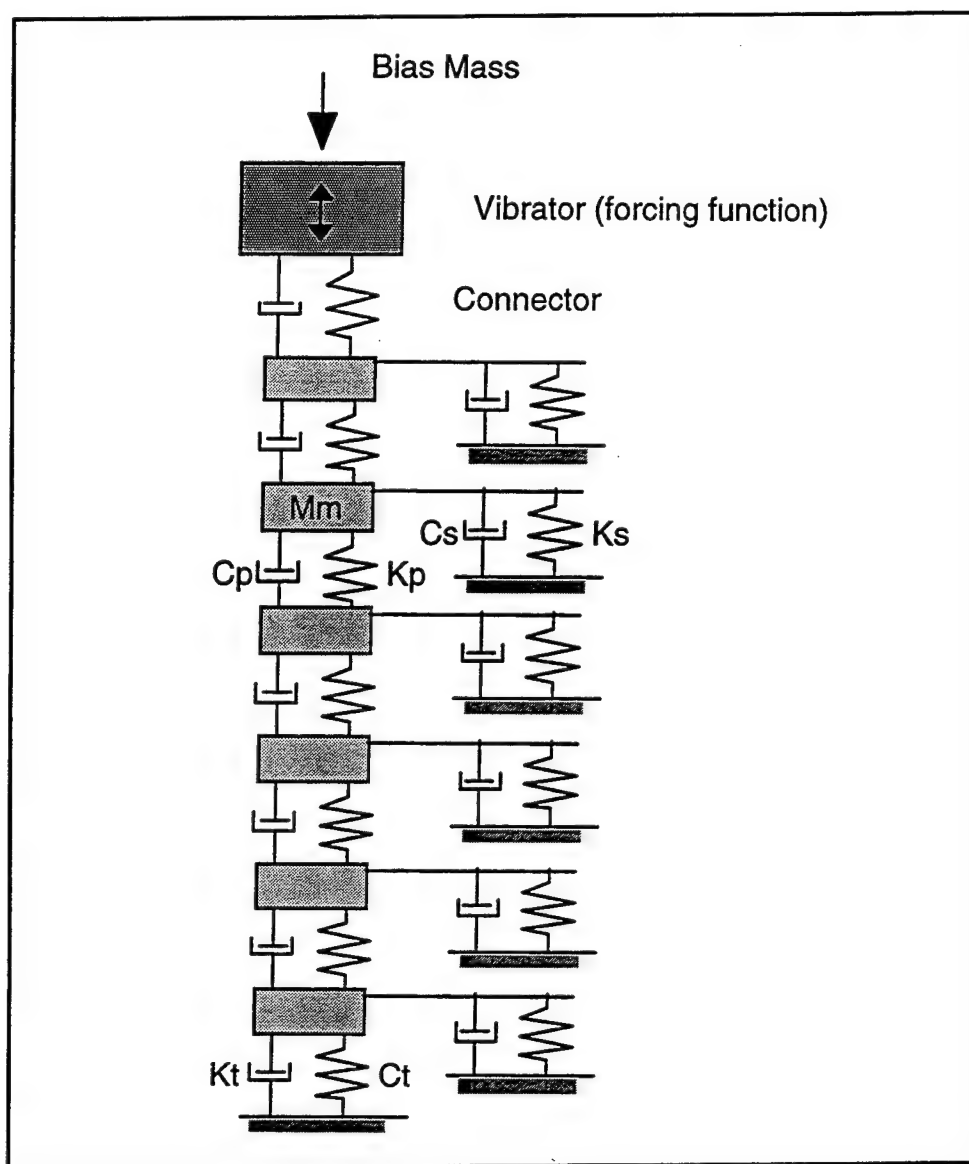 Bias Mass
Vibrator (forcing function)
Connector
Mm
Cs
Ks
Cp
Kp
Kt
Ct